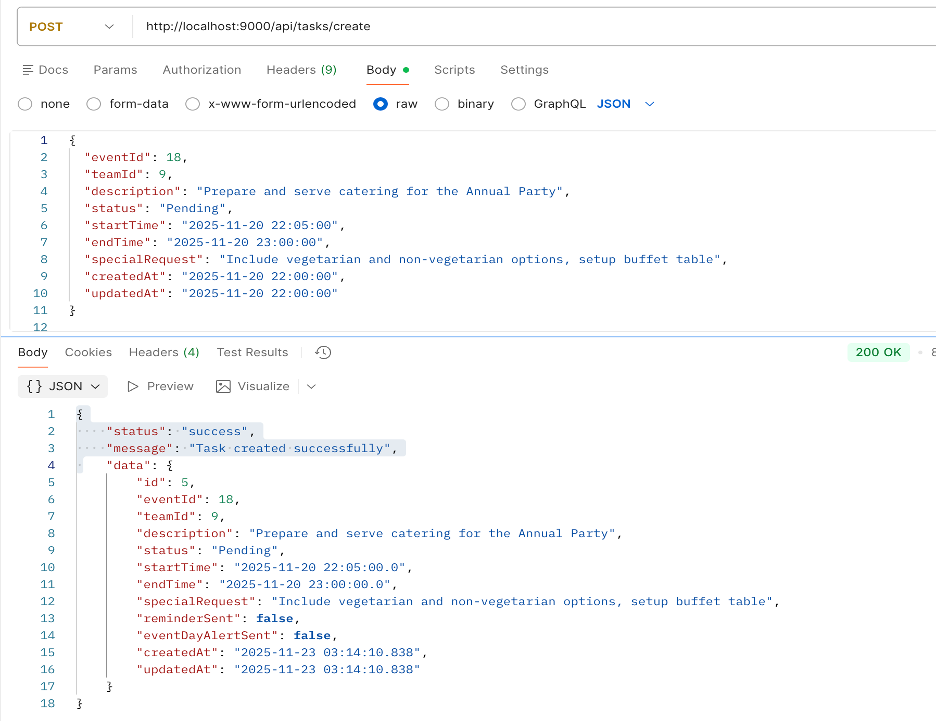 POST http://localhost:9000/api/tasks/create
Docs Params Authorization Headers (9) Body Scripts Settings
none form-data x-www-form-urlencoded raw binary GraphQL JSON
1 {
2 "eventId": 18,
3 "teamId": 9,
4 "description": "Prepare and serve catering for the Annual Party",
5 "status": "Pending",
6 "startTime": "2025-11-20 22:05:00",
7 "endTime": "2025-11-20 23:00:00",
8 "specialRequest": "Include vegetarian and non-vegetarian options, setup buffet table",
9 "createdAt": "2025-11-20 22:00:00",
10 "updatedAt": "2025-11-20 22:00:00"
11 }
12
Body Cookies Headers (4) Test Results 200 OK
{} JSON Preview Visualize
1 {
2 "status": "success",
3 "message": "Task created successfully",
4 "data": {
5 "id": 5,
6 "eventId": 18,
7 "teamId": 9,
8 "description": "Prepare and serve catering for the Annual Party",
9 "status": "Pending",
10 "startTime": "2025-11-20 22:05:00.0",
11 "endTime": "2025-11-20 23:00:00.0",
12 "specialRequest": "Include vegetarian and non-vegetarian options, setup buffet table",
13 "reminderSent": false,
14 "eventDayAlertSent": false,
15 "createdAt": "2025-11-23 03:14:10.838",
16 "updatedAt": "2025-11-23 03:14:10.838"
17 }
18 }